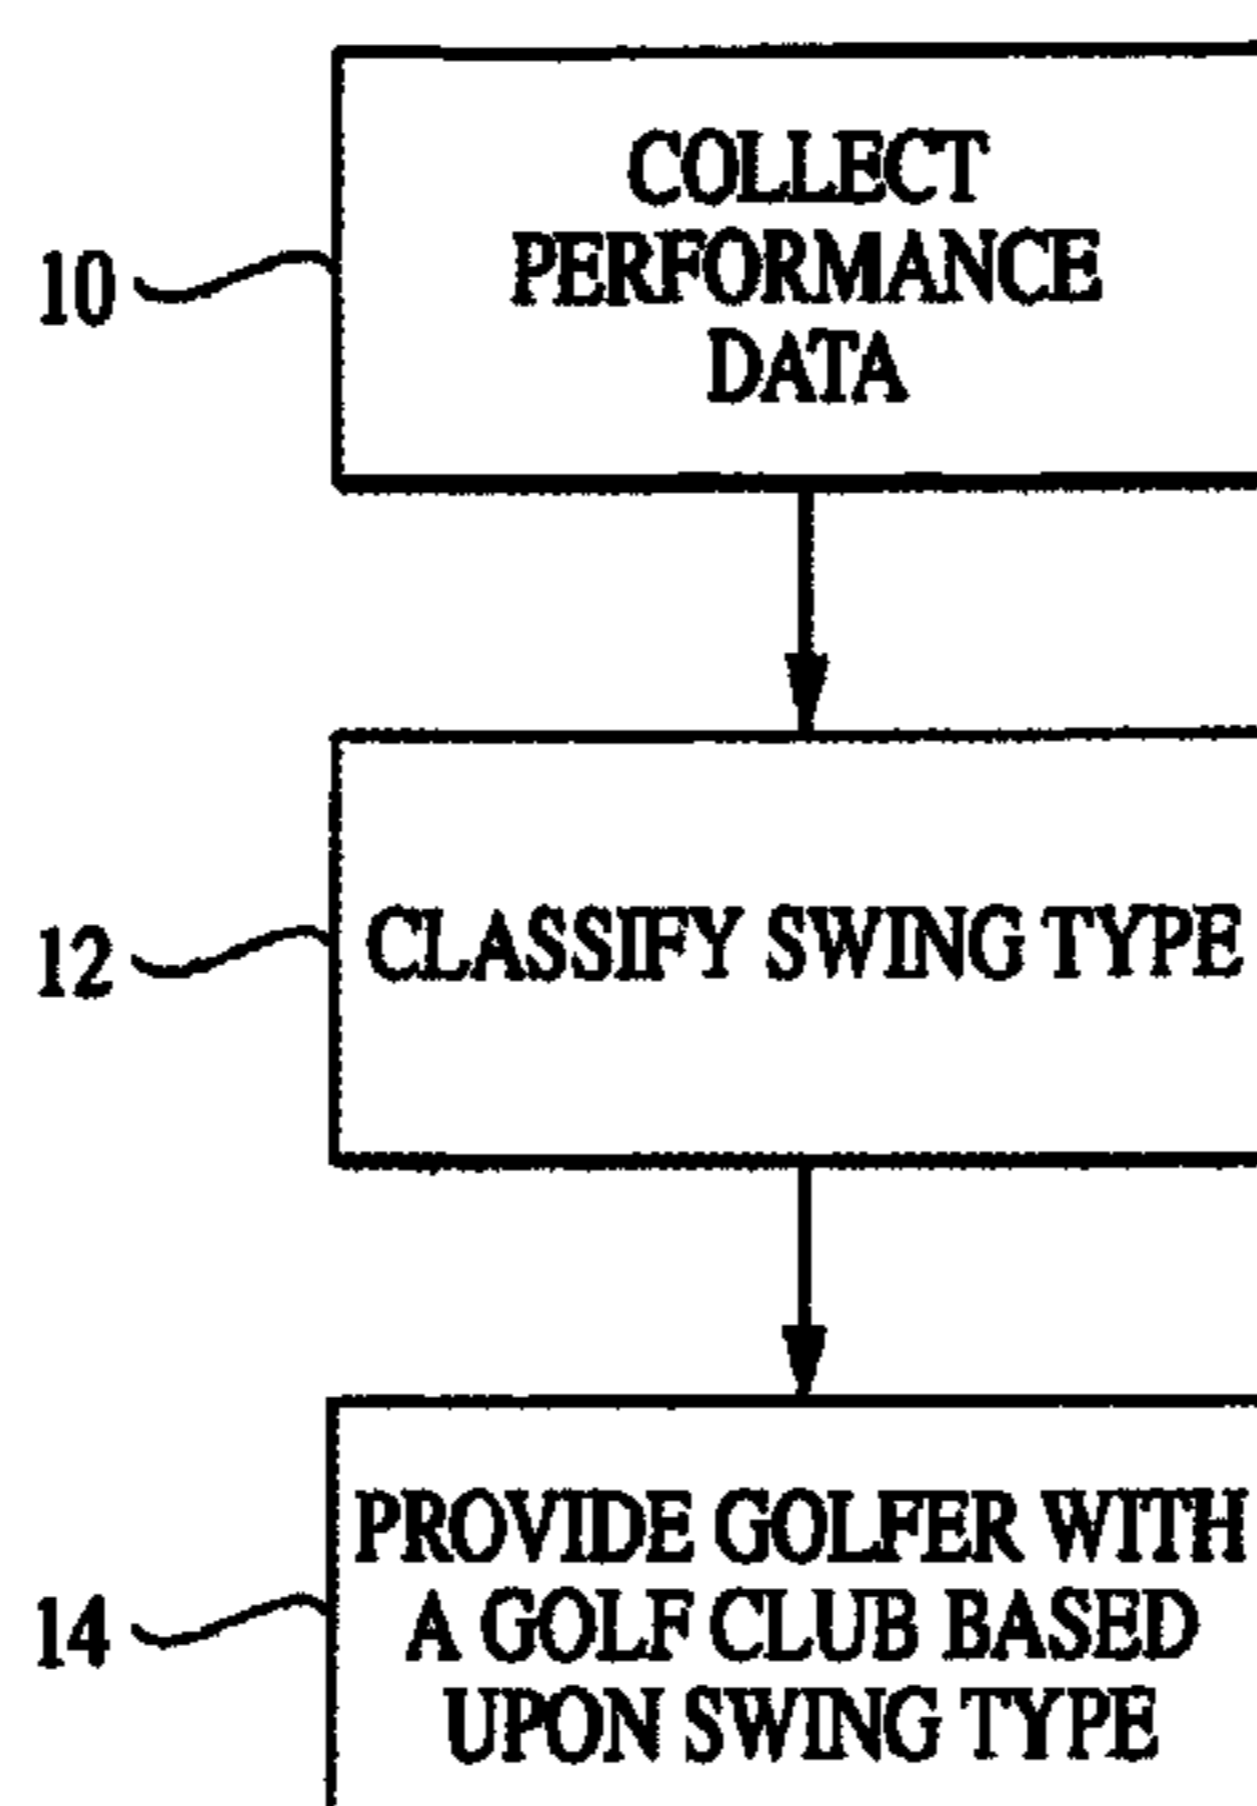 COLLECT
PERFORMANCE
DATA
10
CLASSIFY SWING TYPE
12
PROVIDE GOLFER WITH
A GOLF CLUB BASED
UPON SWING TYPE
14